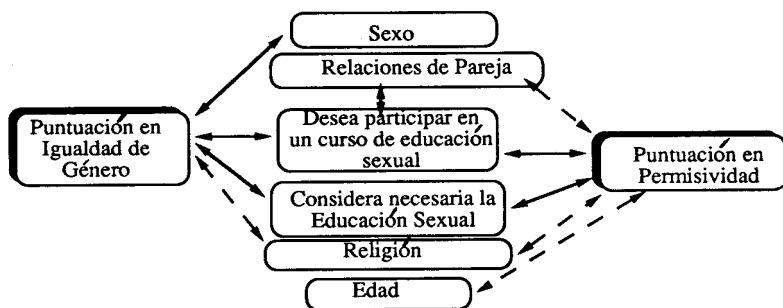 Sexo
Relaciones de Pareja
Puntuación en
Igualdad de
Género
Desea participar en
un curso de educación
sexual
Puntuación en
Permisividad
Considera necesaria la
Educación Sexual
Religión
Edad